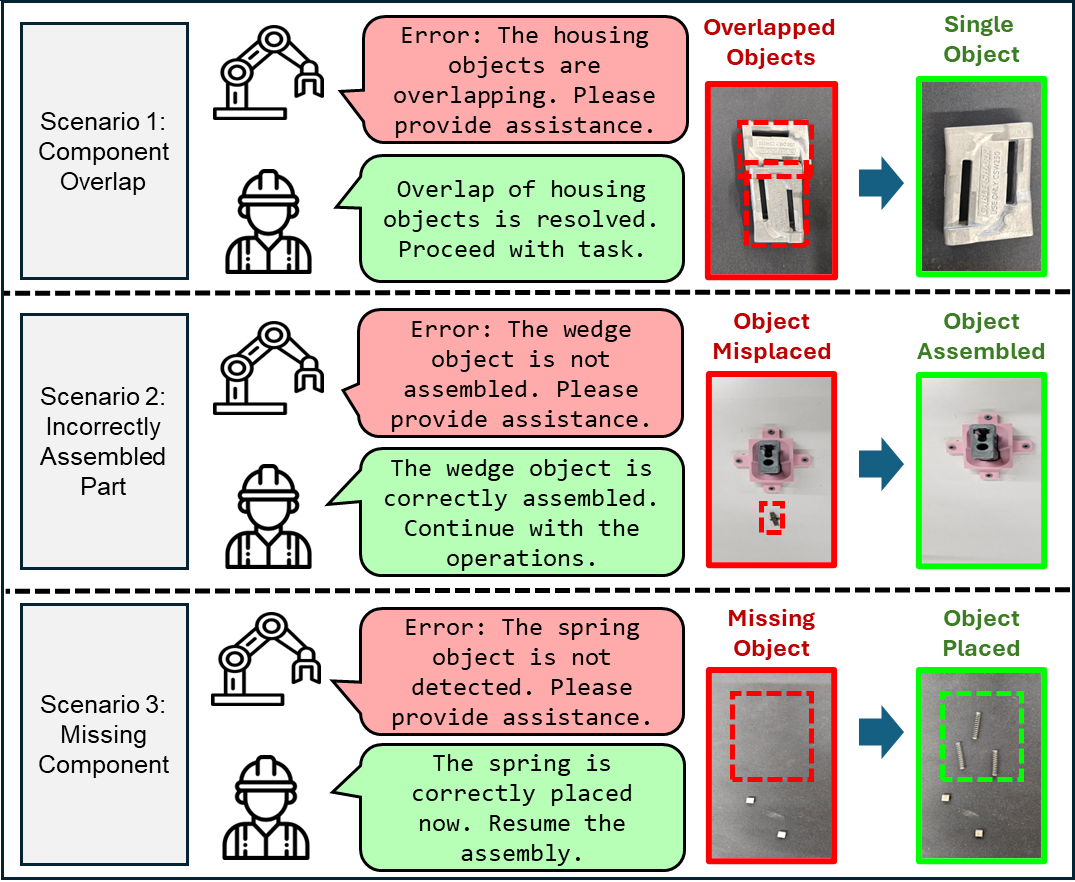 Scenario 1:
Component
Overlap
Error: The housing
objects are
overlapping. Please
provide assistance.
Overlap of housing
objects is resolved.
Proceed with task.
Overlapped
Objects
Single
Object
Scenario 2:
Incorrectly
Assembled
Part
Error: The wedge
object is not
assembled. Please
provide assistance.
The wedge object is
correctly assembled.
Continue with the
operations.
Object
Misplaced
Object
Assembled
Scenario 3:
Missing
Component
Error: The spring
object is not
detected. Please
provide assistance.
The spring is
correctly placed
now. Resume the
assembly.
Missing
Object
Object
Placed